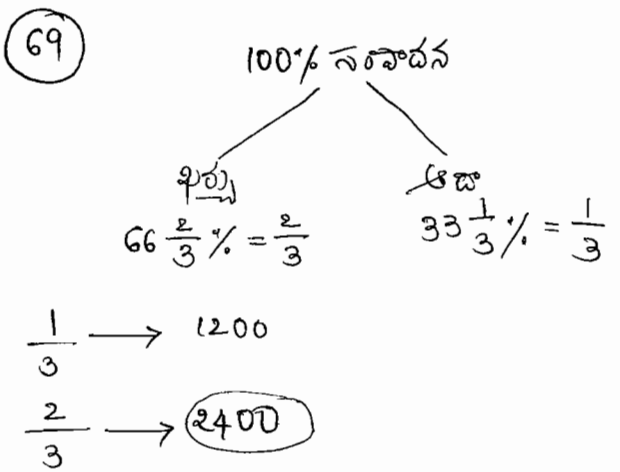 69
100% సంపాదన
ఖర్చు ఆదా
66 2/3 % = 2/3 33 1/3 % = 1/3
1/3 → 1200
2/3 → 2400